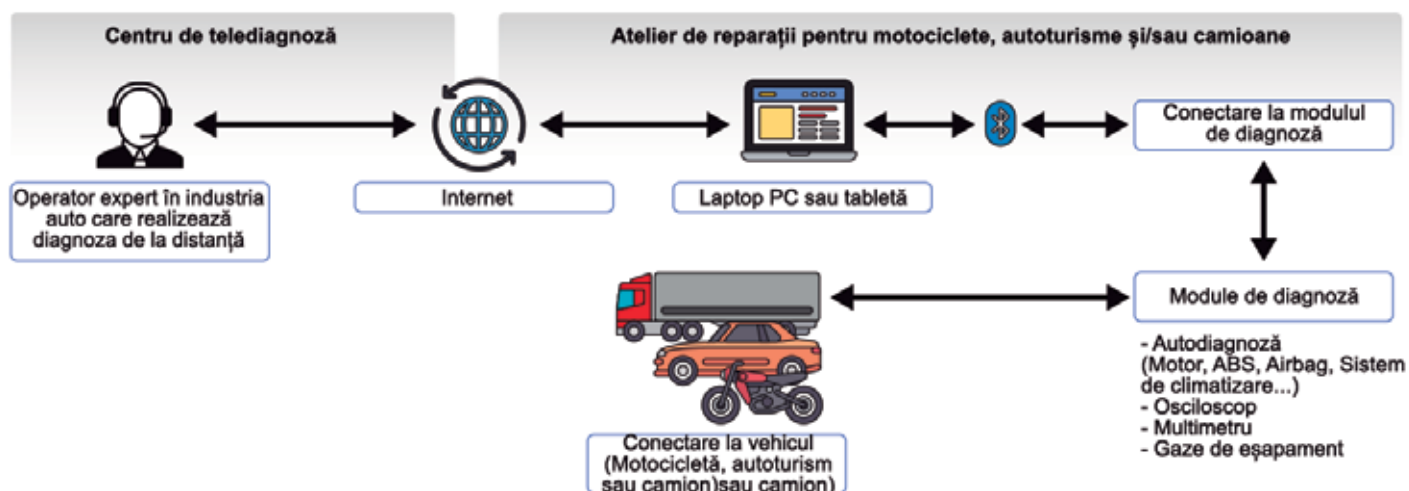 Centru de telediagnoză
Atelier de reparații pentru motociclete, autoturisme și/sau camioane
Conectare la modulul
de diagnoză
Operator expert în industria
auto care realizează
diagnoza de la distanță
Internet
Laptop PC sau tabletă
Module de diagnoză
- Autodiagnoză
(Motor, ABS, Airbag, Sistem
de climatizare...)
- Osciloscop
- Multimetru
- Gaze de eșapament
Conectare la vehicul
(Motocicletă, autoturism
sau camion)sau camion)